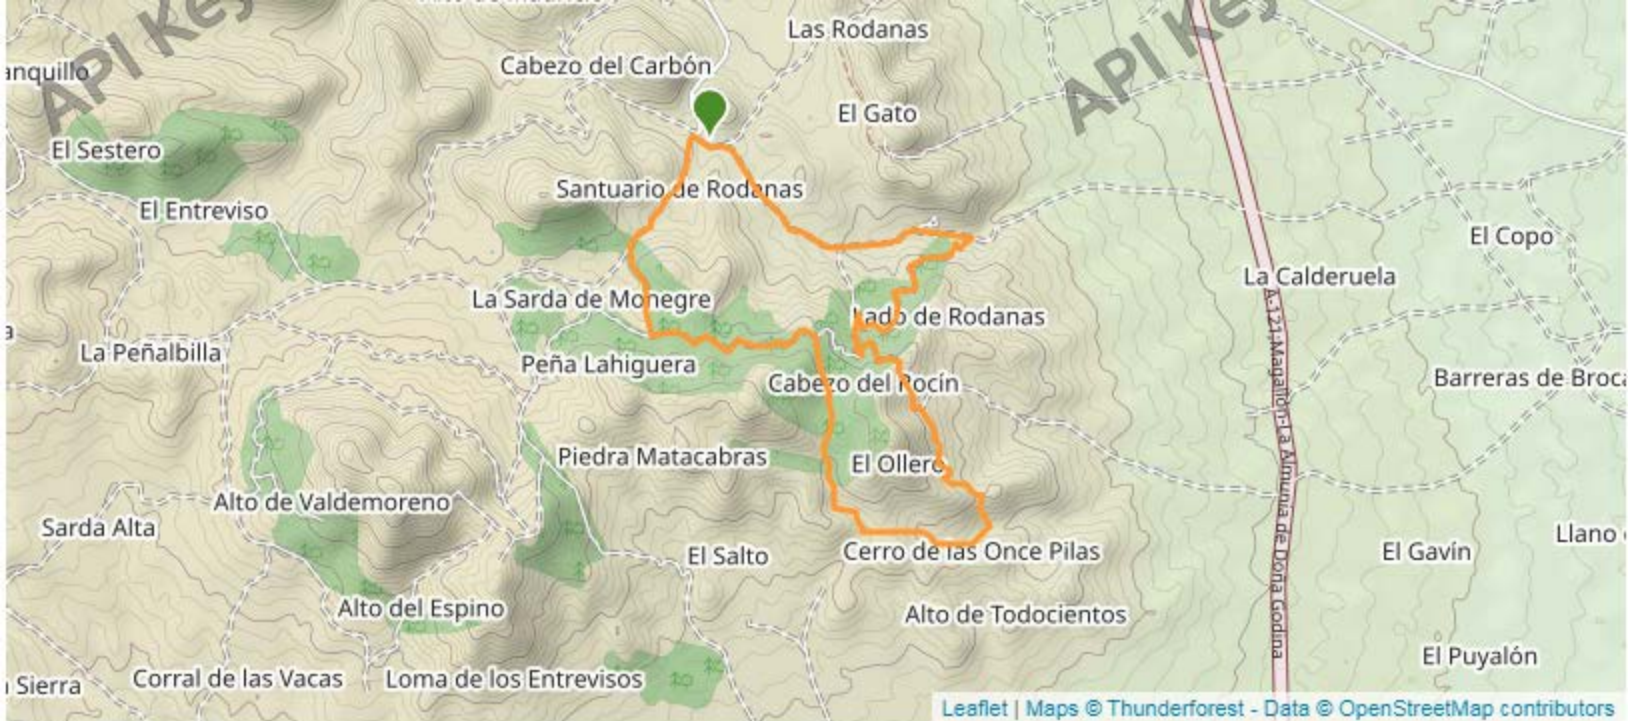 Las Rodanas
Cabezo del Carbón
API Key
API Key
El Gato
El Sestero
Santuario de Rodanas
El Entreviso
El Copo
La Calderuela
La Sarda de Monegre
Lado de Rodanas
La Peñalbilla
Peña Lahiguera
Cabezo del Rocín
Barreras de Broca
Piedra Matacabras
El Ollero
Alto de Valdemoreno
Sarda Alta
El Salto
Cerro de las Once Pilas
El Gavín
Llano
A-121;Magallón-La Almunia de Doña Godina
Alto del Espino
Alto de Todocientos
El Puyalón
Sierra
Corral de las Vacas
Loma de los Entrevisos
Leaflet | Maps © Thunderforest - Data © OpenStreetMap contributors